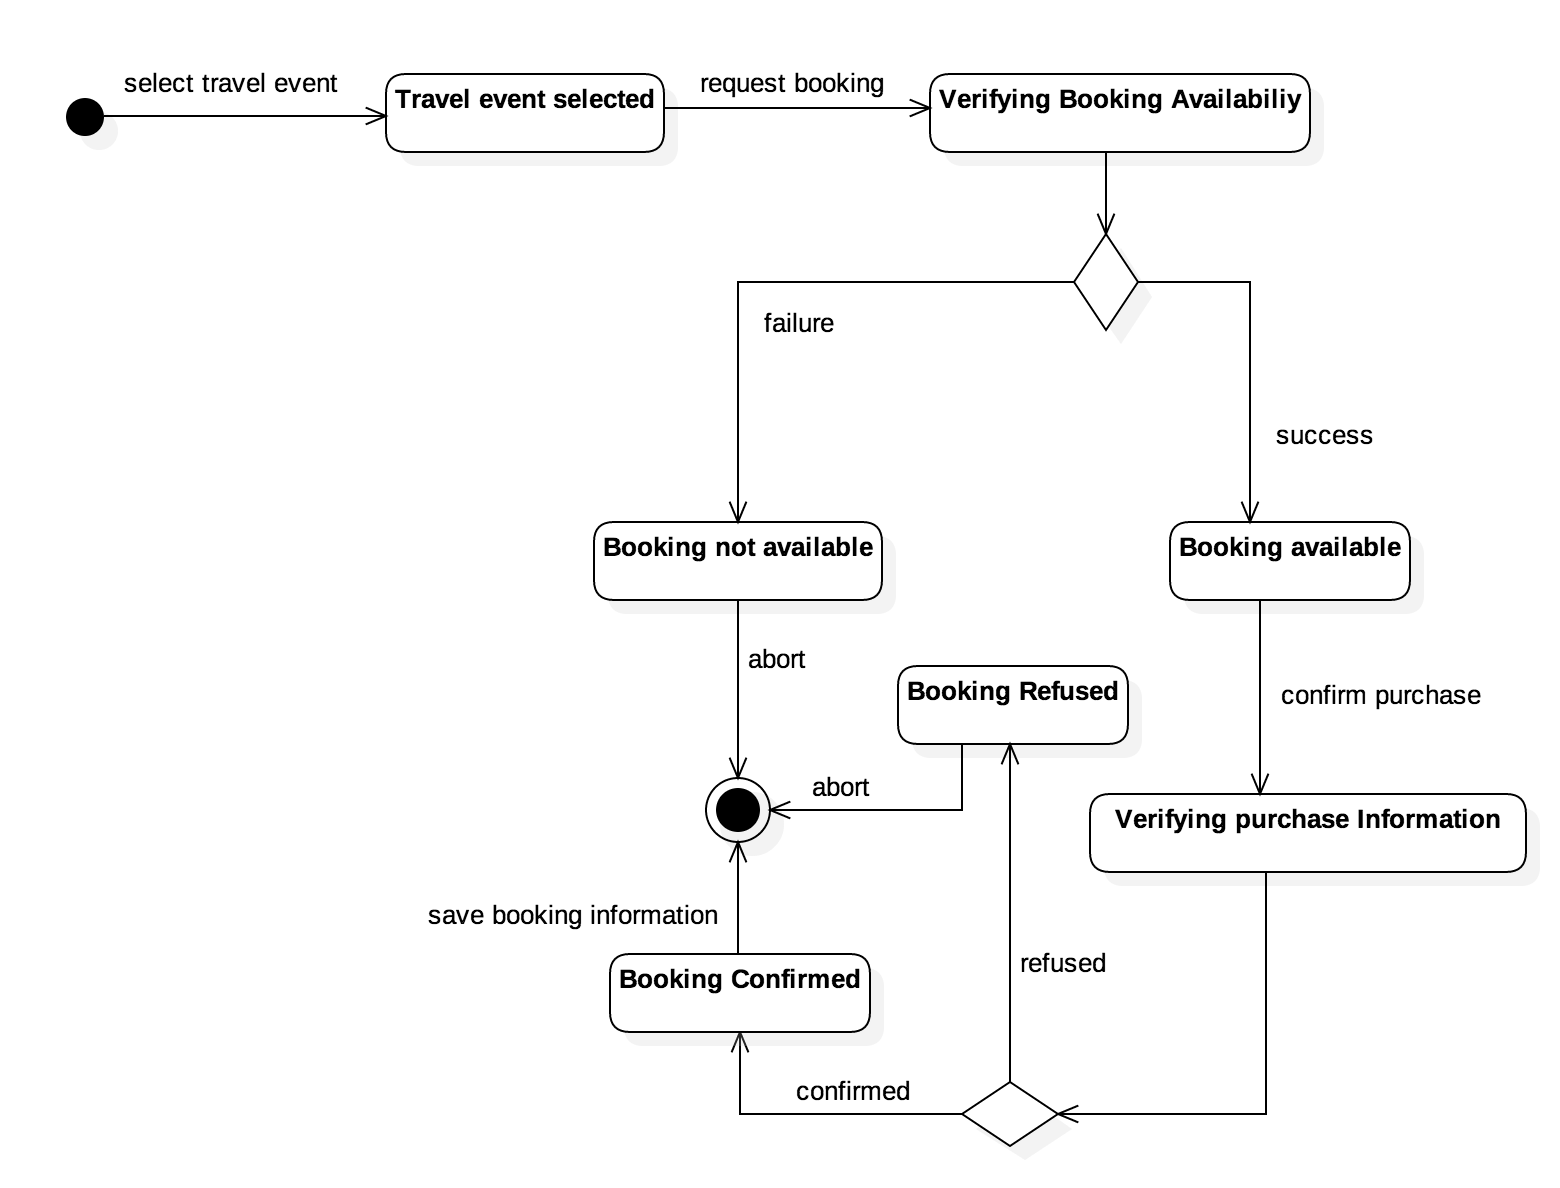 select travel event
Travel event selected
request booking
Verifying Booking Availabiliy
failure
success
Booking not available
Booking available
abort
Booking Refused
confirm purchase
abort
Verifying purchase Information
save booking information
Booking Confirmed
refused
confirmed